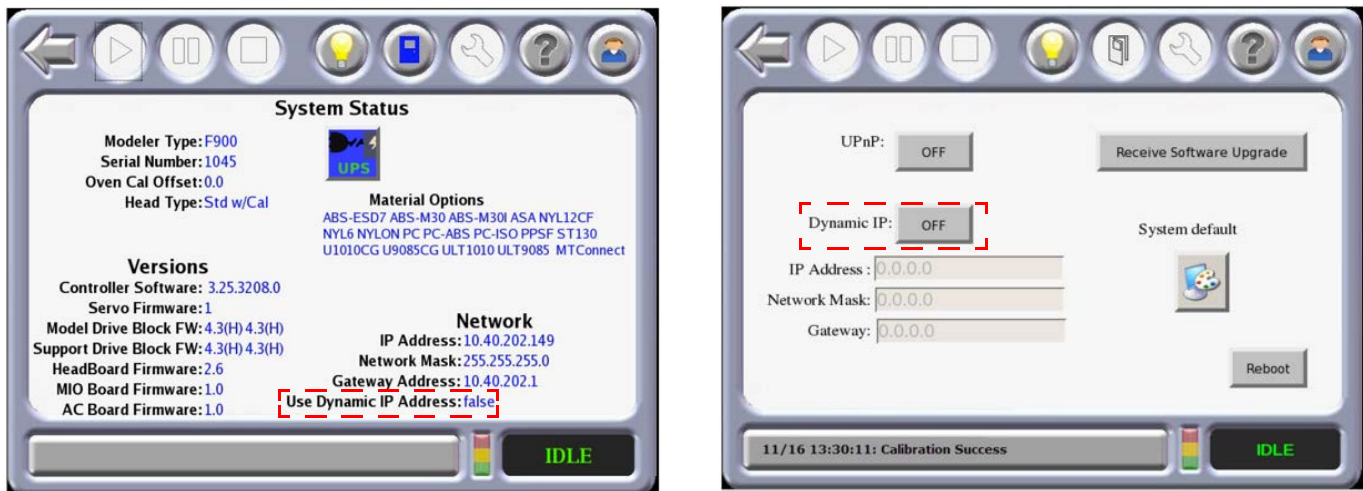 System Status
Modeler Type: F900
Serial Number: 1045
Oven Cal Offset: 0.0
Head Type: Std w/Cal
UPS
Material Options
ABS-ESD7 ABS-M30 ABS-M30I ASA NYL12CF
NYL6 NYLON PC PC-ABS PC-ISO PPSF ST130
U1010CG U9085CG ULT1010 ULT9085 MTConnect
Versions
Controller Software: 3.25.3208.0
Servo Firmware: 1
Model Drive Block FW: 4.3(H) 4.3(H)
Support Drive Block FW: 4.3(H) 4.3(H)
HeadBoard Firmware: 2.6
MIO Board Firmware: 1.0
AC Board Firmware: 1.0
Network
IP Address: 10.40.202.149
Network Mask: 255.255.255.0
Gateway Address: 10.40.202.1
Use Dynamic IP Address: false
IDLE
UPnP: OFF
Receive Software Upgrade
Dynamic IP: OFF
System default
IP Address : 0.0.0.0
Network Mask: 0.0.0.0
Gateway: 0.0.0.0
Reboot
11/16 13:30:11: Calibration Success
IDLE